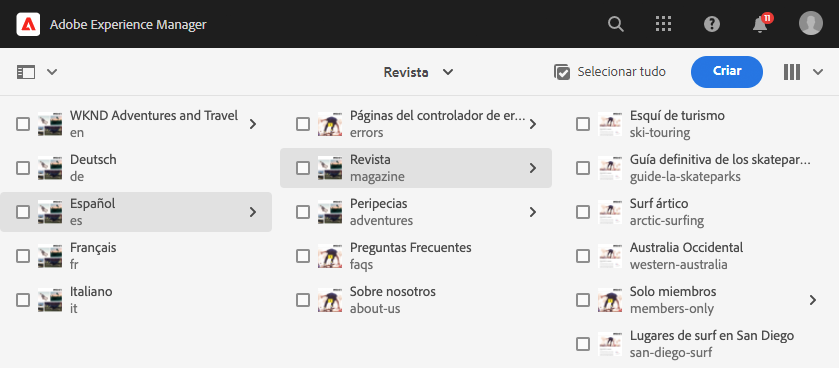 Adobe Experience Manager
11
Revista
Selecionar tudo
Criar
WKND Adventures and Travel
en
Deutsch
de
Español
es
Français
fr
Italiano
it
Páginas del controlador de er...
errors
Revista
magazine
Peripecias
adventures
Preguntas Frecuentes
faqs
Sobre nosotros
about-us
Esquí de turismo
ski-touring
Guía definitiva de los skatepar...
guide-la-skateparks
Surf ártico
arctic-surfing
Australia Occidental
western-australia
Solo miembros
members-only
Lugares de surf en San Diego
san-diego-surf